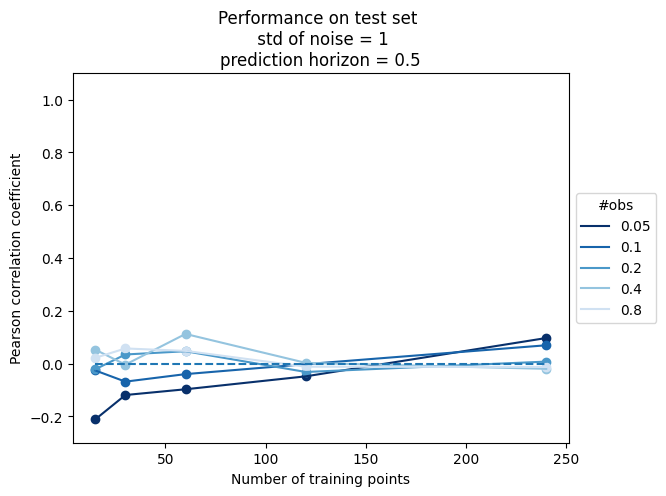 Performance on test set
std of noise = 1
prediction horizon = 0.5
1.0
0.8
0.6
0.4
0.2
0.0
−0.2
Pearson correlation coefficient
50
100
150
200
250
Number of training points
#obs
0.05
0.1
0.2
0.4
0.8